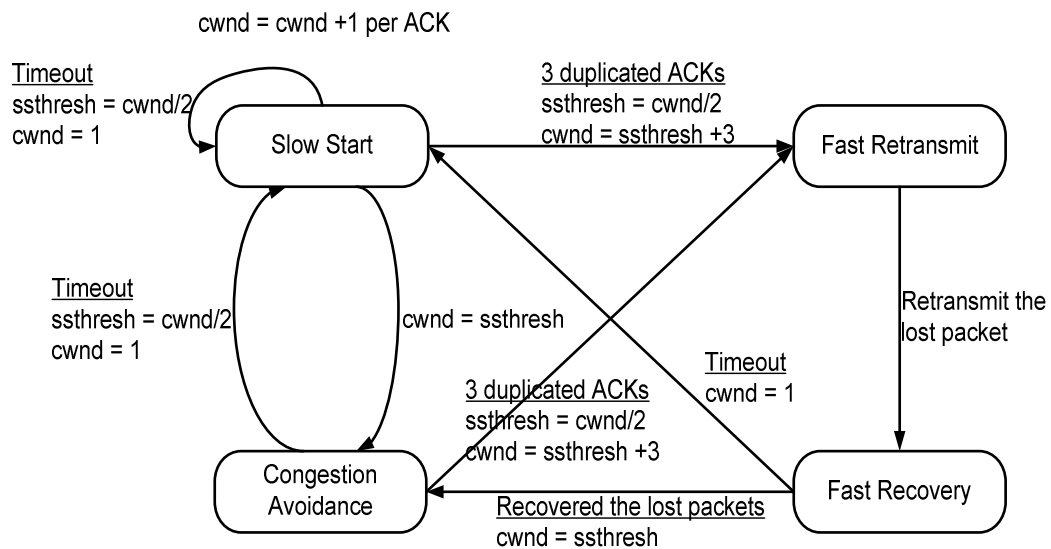 cwnd = cwnd +1 per ACK
Timeout
ssthresh = cwnd/2
cwnd = 1
Slow Start
3 duplicated ACKs
ssthresh = cwnd/2
cwnd = ssthresh +3
Fast Retransmit
Timeout
ssthresh = cwnd/2
cwnd = 1
cwnd = ssthresh
Retransmit the
lost packet
3 duplicated ACKs
ssthresh = cwnd/2
cwnd = ssthresh +3
Timeout
cwnd = 1
Congestion
Avoidance
Recovered the lost packets
cwnd = ssthresh
Fast Recovery